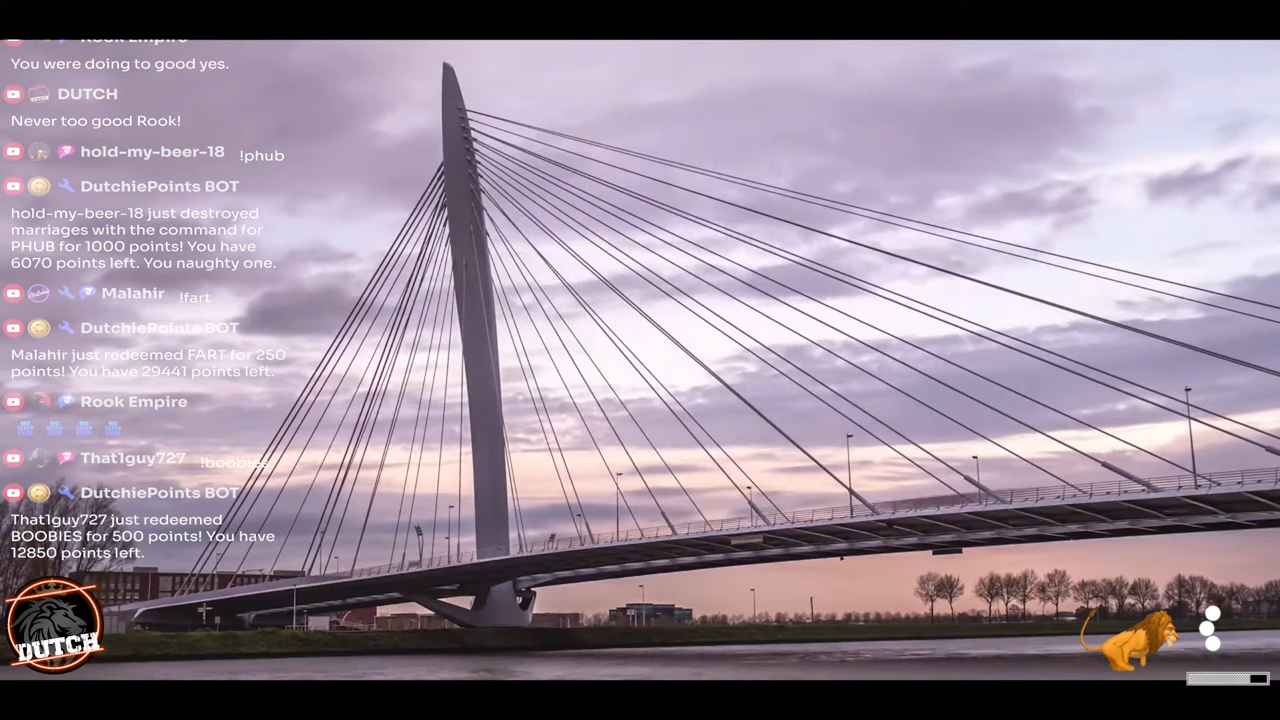 Rook Empire
You were doing to good yes.
DUTCH
Never too good Rook!
hold-my-beer-18 !phub
DutchiePoints BOT
hold-my-beer-18 just destroyed
marriages with the command for
PHUB for 1000 points! You have
6070 points left. You naughty one.
Malahir !fart
DutchiePoints BOT
Malahir just redeemed FART for 250
points! You have 29441 points left.
Rook Empire
That1guy727 !boobies
DutchiePoints BOT
That1guy727 just redeemed
BOOBIES for 500 points! You have
12850 points left.
DUTCH